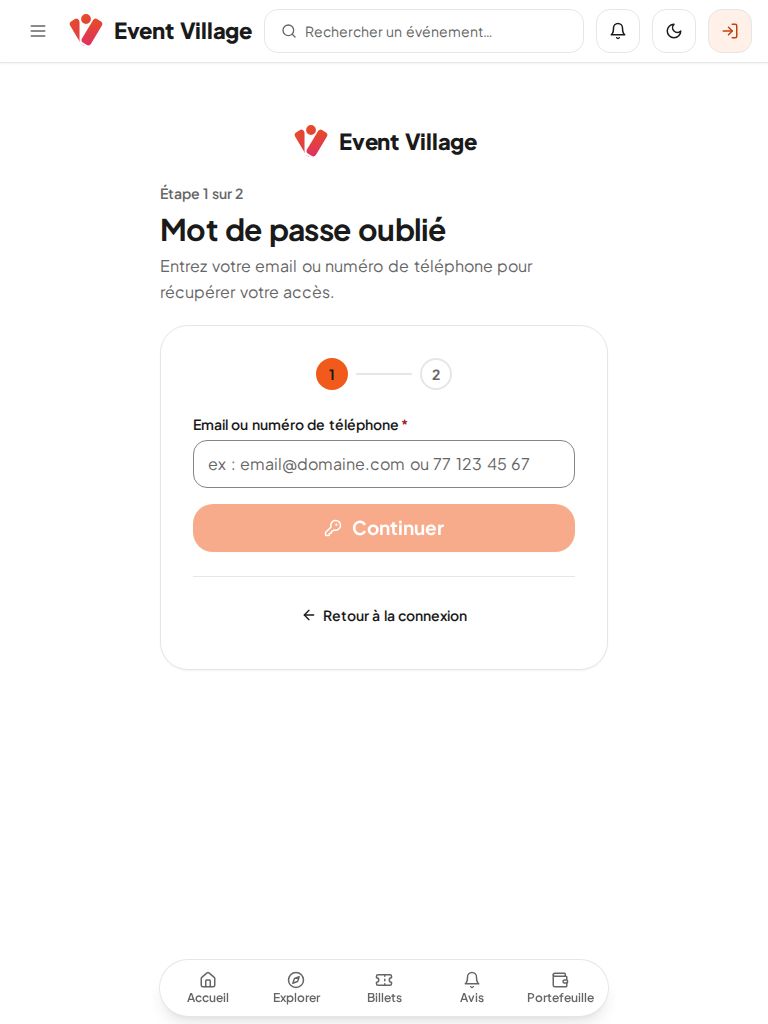 Event Village
Rechercher un événement…
Event Village
Étape 1 sur 2
Mot de passe oublié
Entrez votre email ou numéro de téléphone pour
récupérer votre accès.
1
2
Email ou numéro de téléphone *
ex : email@domaine.com ou 77 123 45 67
Continuer
Retour à la connexion
Accueil
Explorer
Billets
Avis
Portefeuille